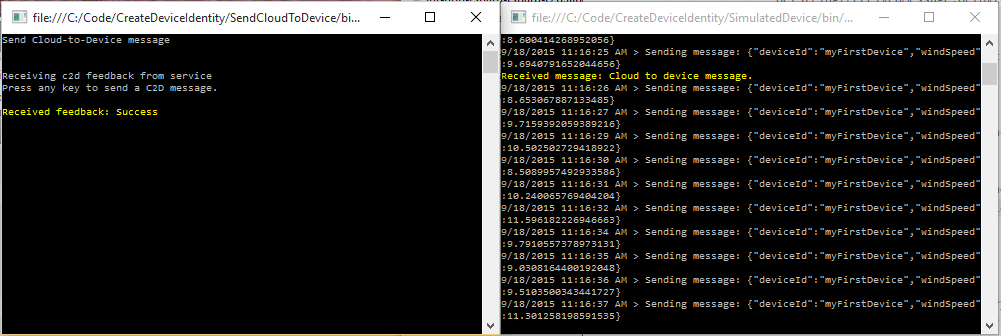 file:///C:/Code/CreateDeviceIdentity/SendCloudToDevice/bi...
Send Cloud-to-Device message
Receiving c2d feedback from service
Press any key to send a C2D message.
Received feedback: Success
file:///C:/Code/CreateDeviceIdentity/SimulatedDevice/bin/...
:8.600414268952056}
9/18/2015 11:16:25 AM > Sending message: {"deviceId":"myFirstDevice","windSpeed"
:9.6940791652044656}
Received message: Cloud to device message.
9/18/2015 11:16:26 AM > Sending message: {"deviceId":"myFirstDevice","windSpeed"
:8.653067887133485}
9/18/2015 11:16:27 AM > Sending message: {"deviceId":"myFirstDevice","windSpeed"
:9.7159392059389216}
9/18/2015 11:16:29 AM > Sending message: {"deviceId":"myFirstDevice","windSpeed"
:10.502502729418922}
9/18/2015 11:16:30 AM > Sending message: {"deviceId":"myFirstDevice","windSpeed"
:8.5089957492933586}
9/18/2015 11:16:31 AM > Sending message: {"deviceId":"myFirstDevice","windSpeed"
:10.240065769404204}
9/18/2015 11:16:32 AM > Sending message: {"deviceId":"myFirstDevice","windSpeed"
:11.596182226946663}
9/18/2015 11:16:34 AM > Sending message: {"deviceId":"myFirstDevice","windSpeed"
:9.7910557378973131}
9/18/2015 11:16:35 AM > Sending message: {"deviceId":"myFirstDevice","windSpeed"
:9.0308164400192048}
9/18/2015 11:16:36 AM > Sending message: {"deviceId":"myFirstDevice","windSpeed"
:9.5103500343441727}
9/18/2015 11:16:37 AM > Sending message: {"deviceId":"myFirstDevice","windSpeed"
:11.301258198591535}